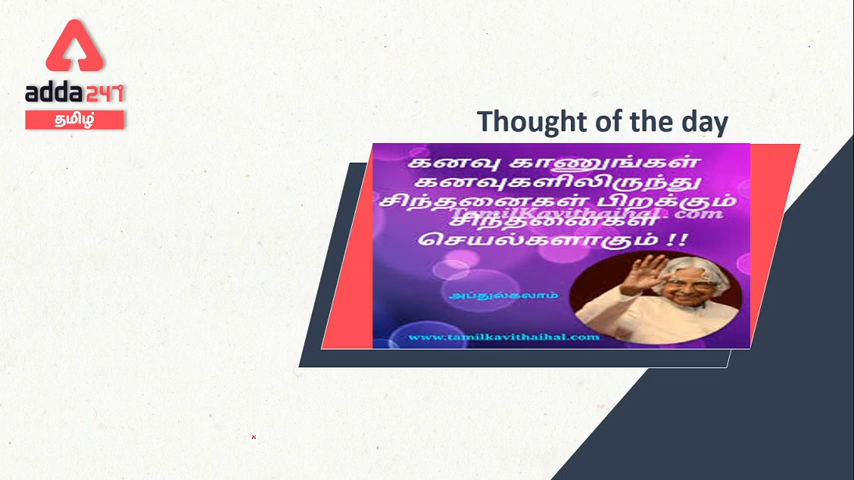 adda247
தமிழ்
Thought of the day
கனவு காணுங்கள்
கனவுகளிலிருந்து
சிந்தனைகள் பிறக்கும்
TamilKavithaihal.com
சிந்தனைகள்
செயல்களாகும் !!
அப்துல்கலாம்
www.tamilkavithaihal.com